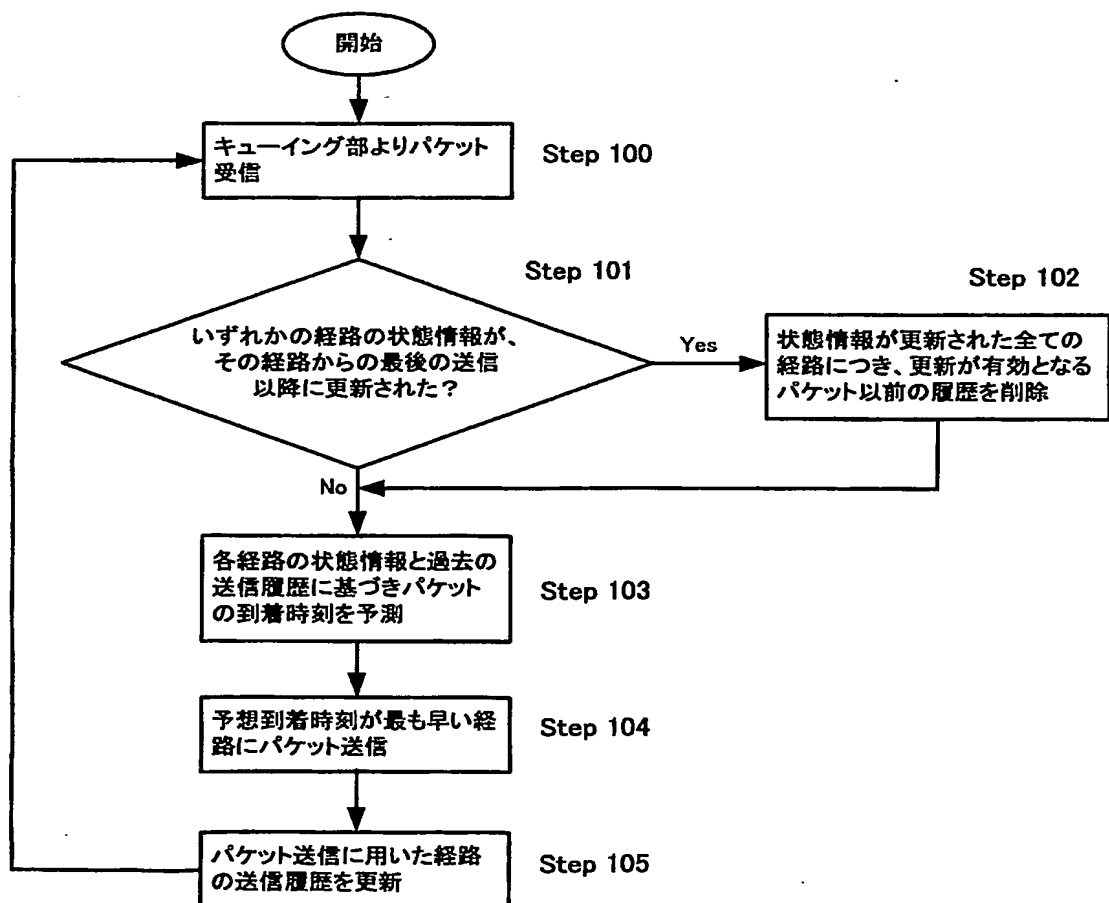 開始
キューイング部よりパケット
受信
Step 100
Step 101
いずれかの経路の状態情報が、
その経路からの最後の送信
以降に更新された？
Yes
Step 102
状態情報が更新された全ての
経路につき、更新が有効となる
パケット以前の履歴を削除
No
各経路の状態情報と過去の
送信履歴に基づきパケット
の到着時刻を予測
Step 103
予想到着時刻が最も早い経
路にパケット送信
Step 104
パケット送信に用いた経路
の送信履歴を更新
Step 105